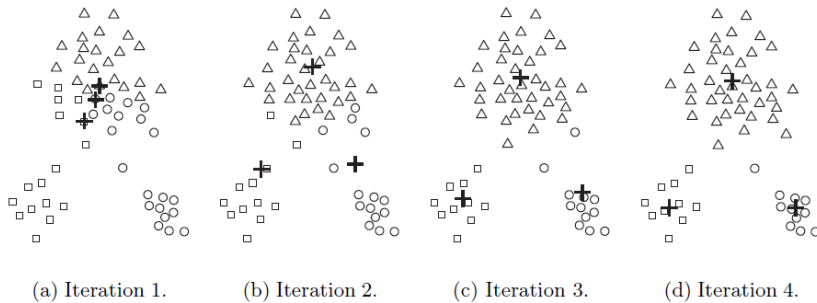 (a) Iteration 1.
(b) Iteration 2.
(c) Iteration 3.
(d) Iteration 4.